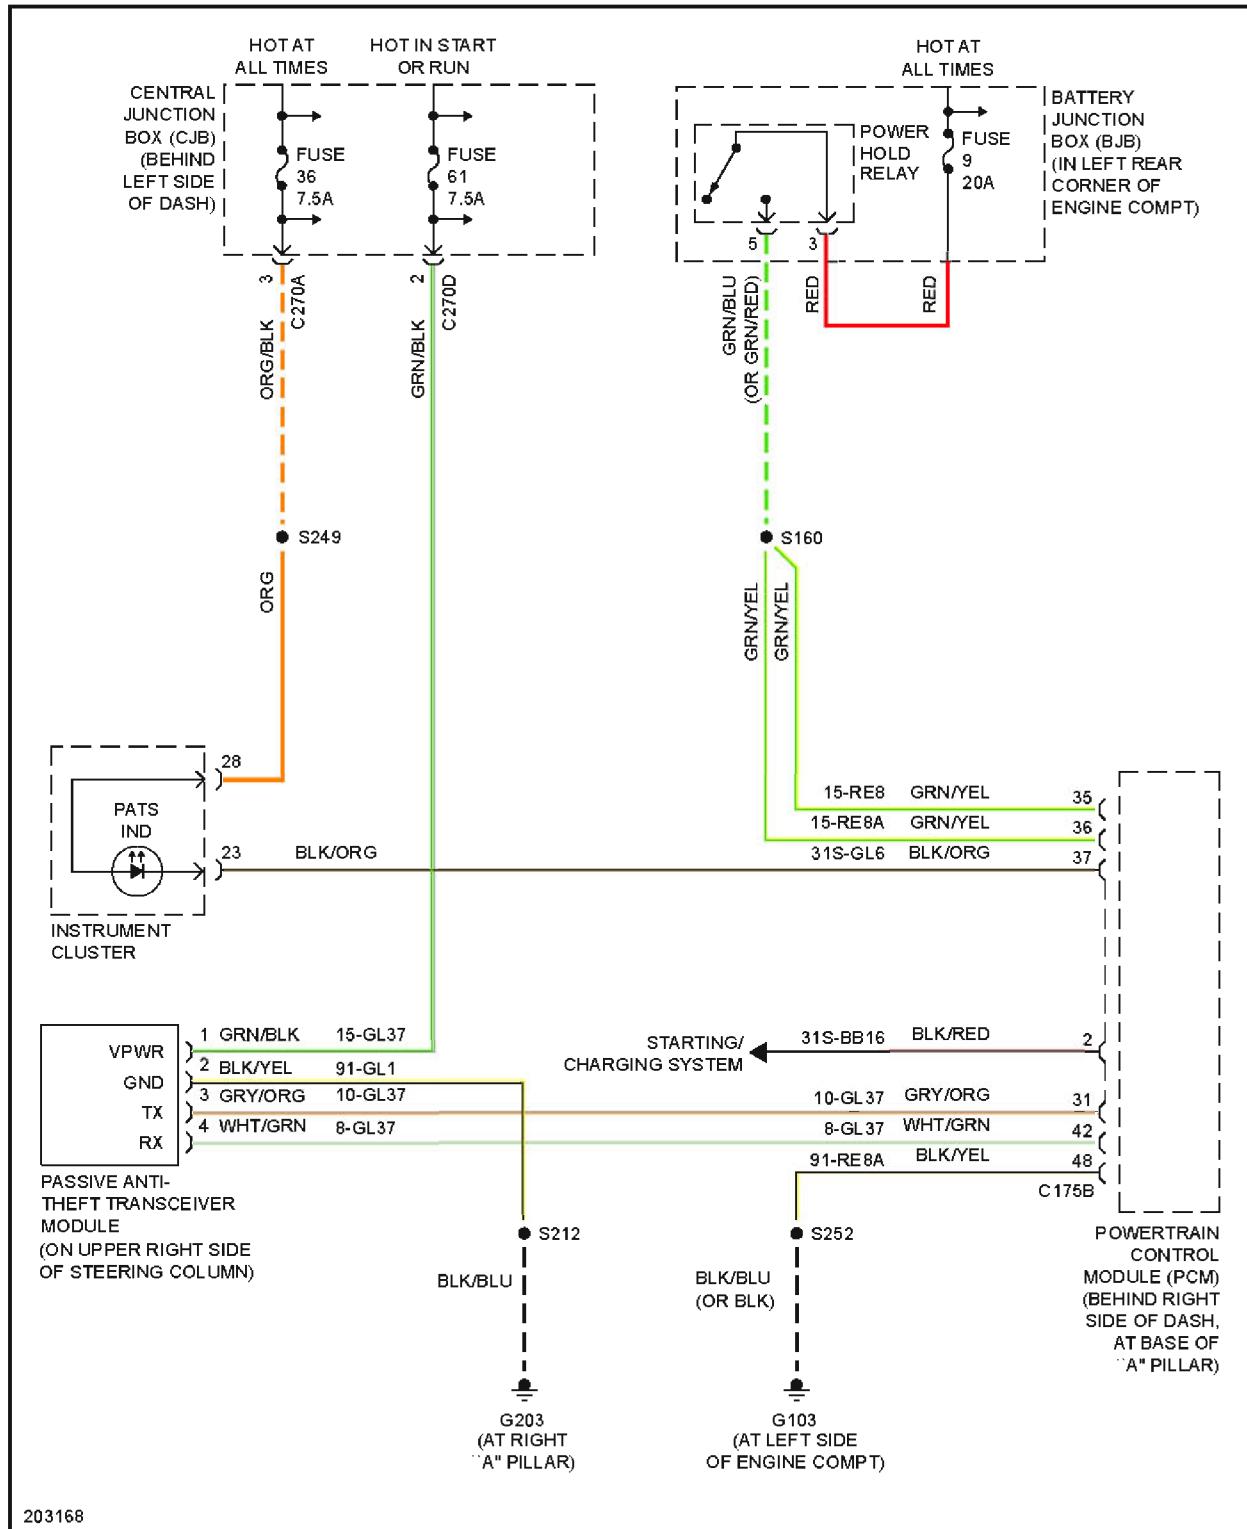 HOT AT
ALL TIMES
HOT IN START
OR RUN
HOT AT
ALL TIMES
CENTRAL
JUNCTION
BOX (CJB)
(BEHIND
LEFT SIDE
OF DASH)
FUSE
36
7.5A
FUSE
61
7.5A
POWER
HOLD
RELAY
FUSE
9
20A
BATTERY
JUNCTION
BOX (BJB)
(IN LEFT REAR
CORNER OF
ENGINE COMPT)
3
C270A
2
C270D
5
3
ORG/BLK
GRN/BLK
GRN/BLU
(OR GRN/RED)
RED
RED
S249
S160
ORG
GRN/YEL
GRN/YEL
28
PATS
IND
23
BLK/ORG
INSTRUMENT
CLUSTER
15-RE8 GRN/YEL 35
15-RE8A GRN/YEL 36
31S-GL6 BLK/ORG 37
VPWR
GND
TX
RX
1 GRN/BLK 15-GL37
2 BLK/YEL 91-GL1
3 GRY/ORG 10-GL37
4 WHT/GRN 8-GL37
STARTING/
CHARGING SYSTEM
31S-BB16 BLK/RED 2
10-GL37 GRY/ORG 31
8-GL37 WHT/GRN 42
91-RE8A BLK/YEL 48
C175B
PASSIVE ANTI-
THEFT TRANSCEIVER
MODULE
(ON UPPER RIGHT SIDE
OF STEERING COLUMN)
S212
S252
BLK/BLU
BLK/BLU
(OR BLK)
POWERTRAIN
CONTROL
MODULE (PCM)
(BEHIND RIGHT
SIDE OF DASH,
AT BASE OF
``A" PILLAR)
G203
(AT RIGHT
``A" PILLAR)
G103
(AT LEFT SIDE
OF ENGINE COMPT)
203168